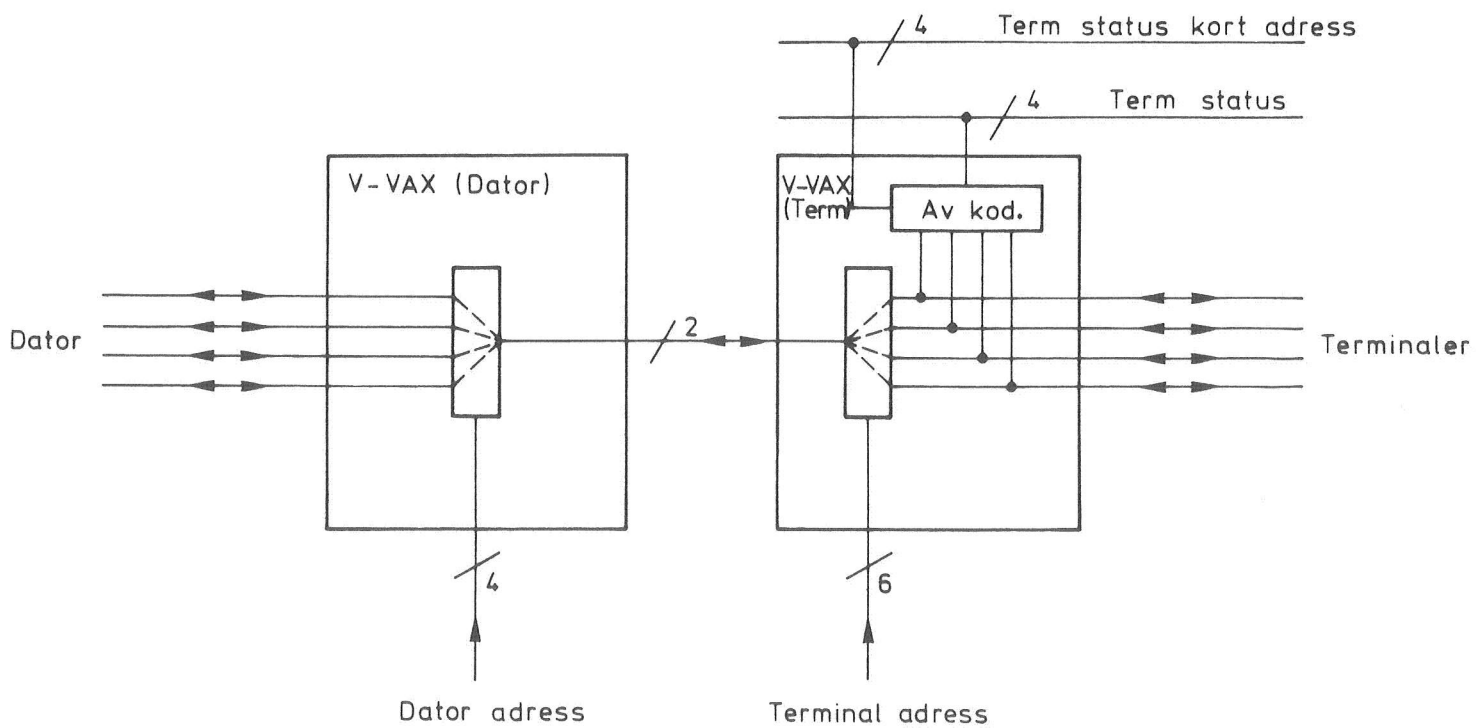 4 Term status kort adress
4 Term status
V-VAX (Dator)
V-VAX
(Term)
Av kod.
2
Dator
Terminaler
4
6
Dator adress
Terminal adress